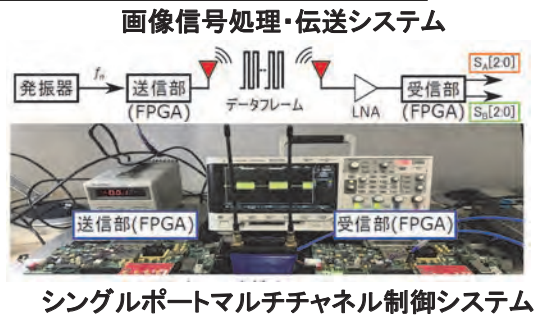 画像信号処理・伝送システム
発振器
fₙ
送信部
(FPGA)
データフレーム
LNA
受信部
(FPGA)
S_A[2:0]
S_B[2:0]
送信部(FPGA)
受信部(FPGA)
シングルポートマルチチャネル制御システム